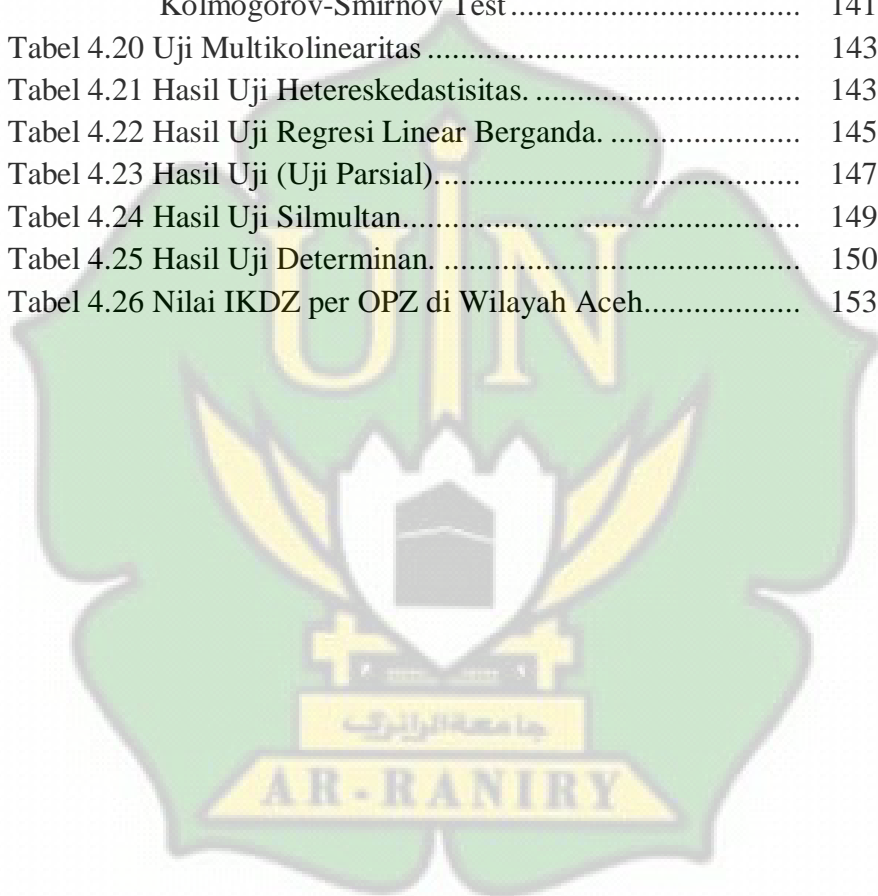 Kolmogorov-Smirnov Test ................................... 141
Tabel 4.20 Uji Multikolinearitas ............................................. 143
Tabel 4.21 Hasil Uji Hetereskedastisitas. ................................ 143
Tabel 4.22 Hasil Uji Regresi Linear Berganda. ....................... 145
Tabel 4.23 Hasil Uji (Uji Parsial)............................................ 147
Tabel 4.24 Hasil Uji Silmultan................................................ 149
Tabel 4.25 Hasil Uji Determinan. ........................................... 150
Tabel 4.26 Nilai IKDZ per OPZ di Wilayah Aceh................... 153
UIN
جامعةالرانري
AR-RANIRY